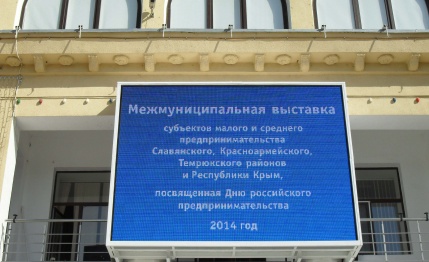 Межмуниципальная выставка
субъектов малого и среднего
предпринимательства
Славянского, Красноармейского,
Темрюкского районов
и Республики Крым,
посвященная Дню российского
предпринимательства
2014 год